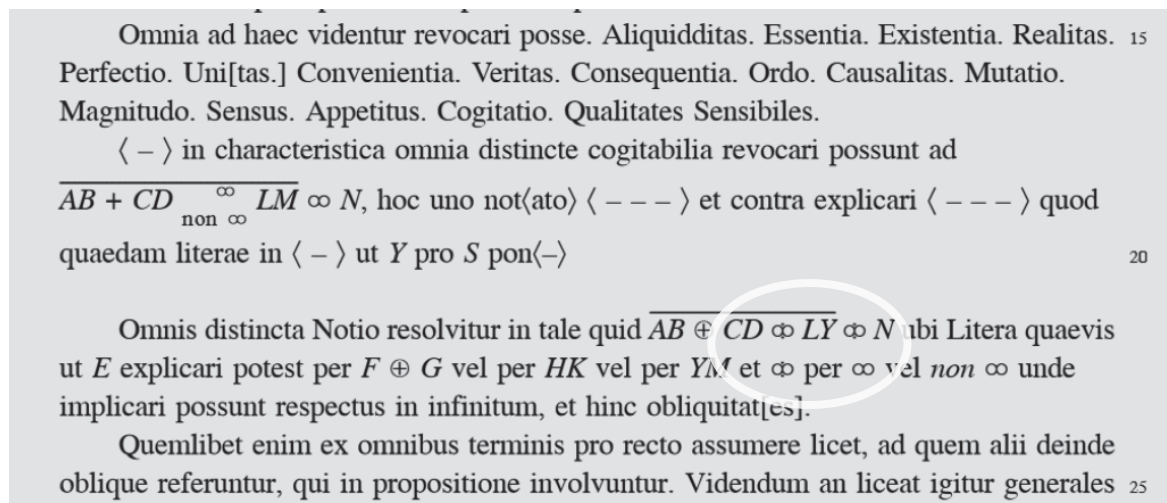 Omnia ad haec videntur revocari posse. Aliquidditas. Essentia. Existentia. Realitas. 15
Perfectio. Uni[tas.] Convenientia. Veritas. Consequentia. Ordo. Causalitas. Mutatio.
Magnitudo. Sensus. Appetitus. Cogitatio. Qualitates Sensibiles.
⟨ – ⟩ in characteristica omnia distincte cogitabilia revocari possunt ad
AB + CD ∞ non ∞ LM ∞ N, hoc uno not⟨ato⟩ ⟨ – – – ⟩ et contra explicari ⟨ – – – ⟩ quod
quaedam literae in ⟨ – ⟩ ut Y pro S pon⟨–⟩ 20
Omnis distincta Notio resolvitur in tale quid AB ⊕ CD ⦽ LY ⦽ N ubi Litera quaevis
ut E explicari potest per F ⊕ G vel per HK vel per YM et ⦽ per ∞ vel non ∞ unde
implicari possunt respectus in infinitum, et hinc obliquitat[es].
Quemlibet enim ex omnibus terminis pro recto assumere licet, ad quem alii deinde
oblique referuntur, qui in propositione involvuntur. Videndum an liceat igitur generales 25